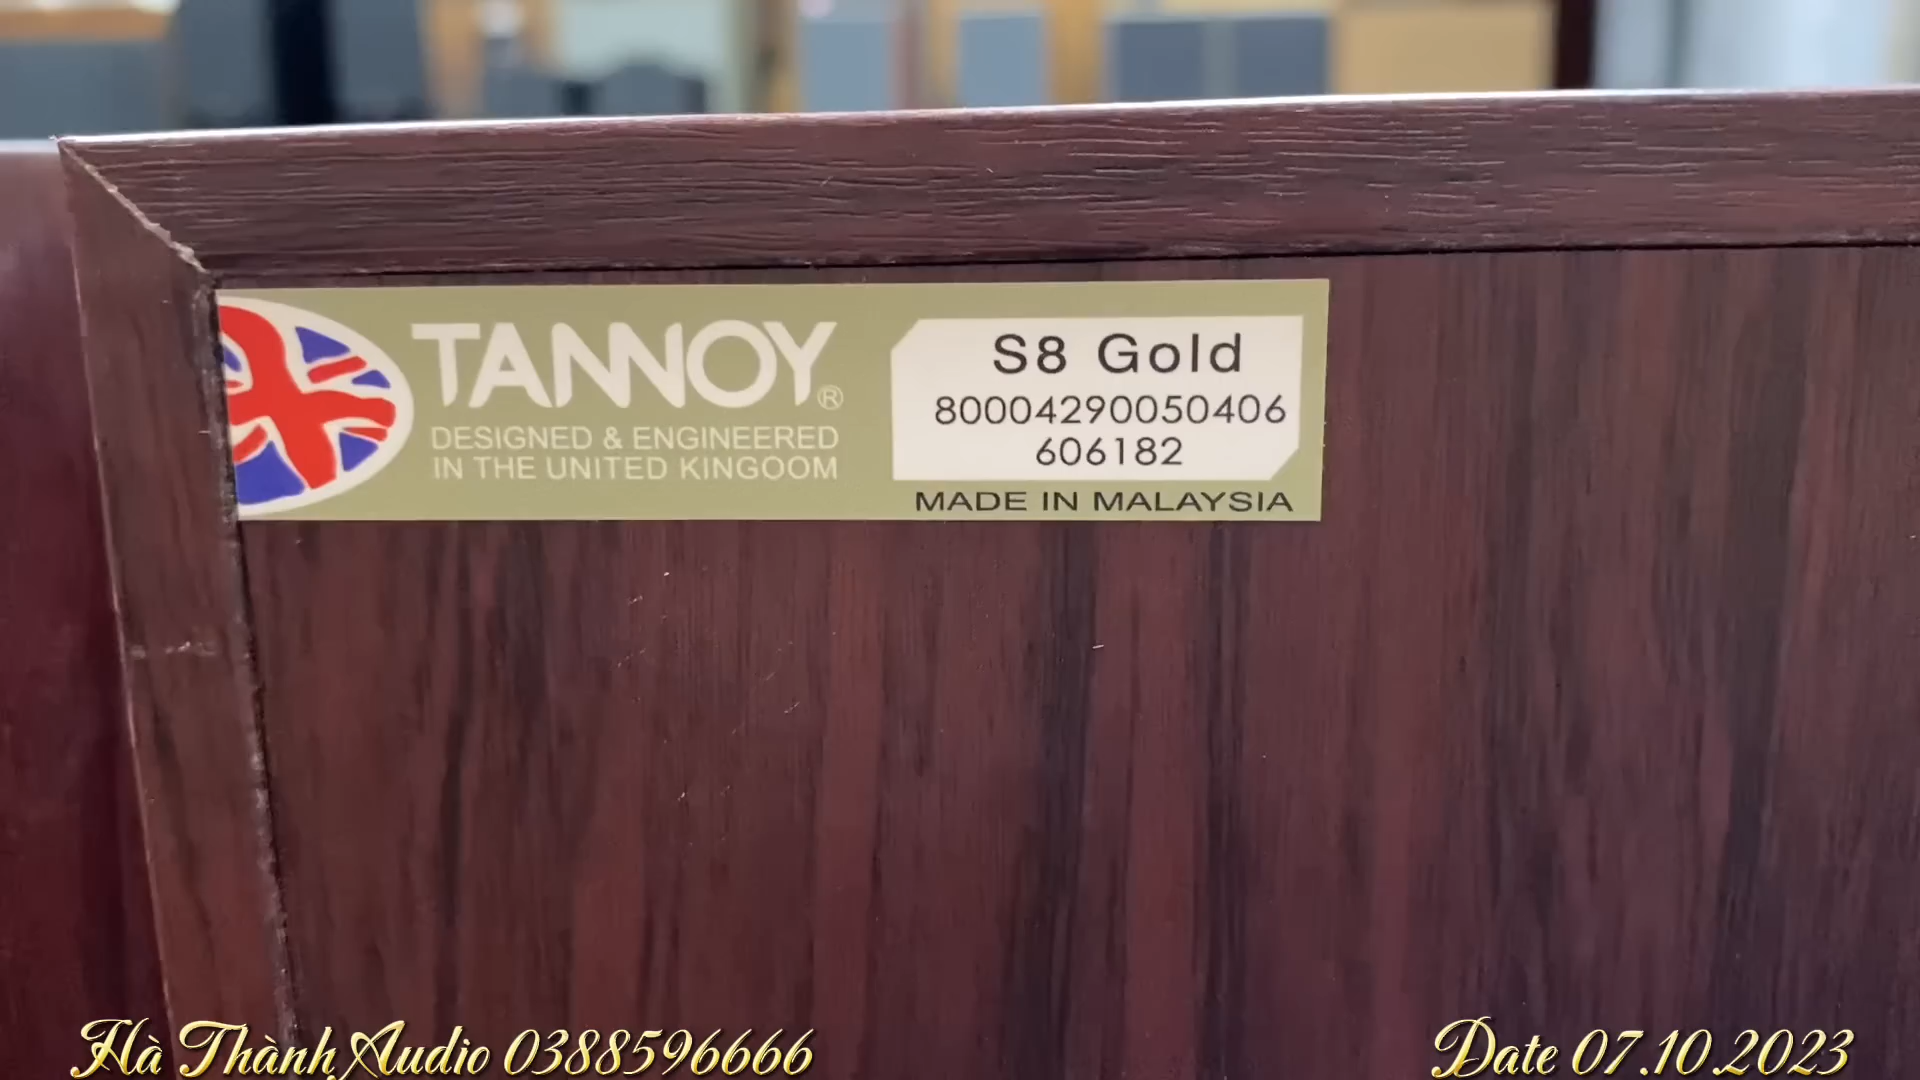 TANNOY®
DESIGNED & ENGINEERED
IN THE UNITED KINGOOM
S8 Gold
80004290050406
606182
MADE IN MALAYSIA
Hà Thành Audio 0388596666
Date 07.10.2023